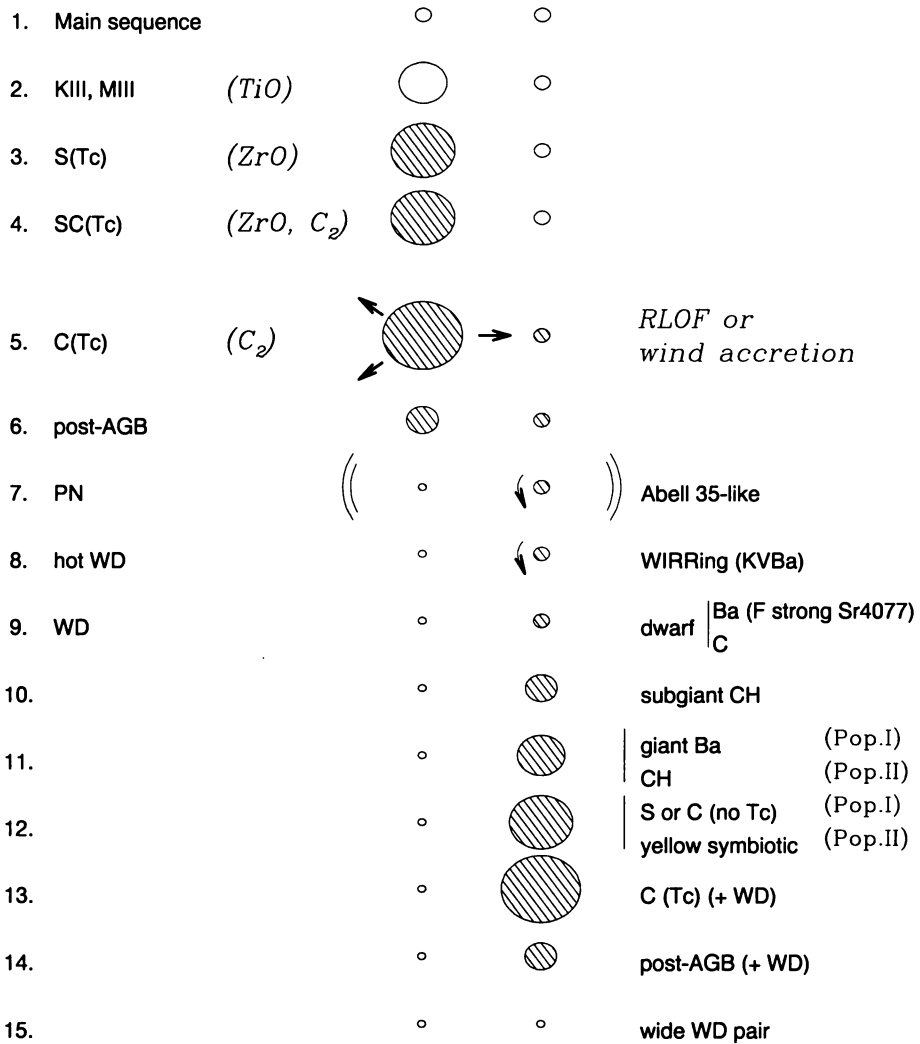 1. Main sequence
2. KIII, MIII (TiO)
3. S(Tc) (ZrO)
4. SC(Tc) (ZrO, C₂)
5. C(Tc) (C₂) RLOF or
wind accretion
6. post-AGB
7. PN Abell 35-like
8. hot WD WIRRing (KVBa)
9. WD dwarf Ba (F strong Sr4077)
C
10. subgiant CH
11. giant Ba (Pop.I)
CH (Pop.II)
12. S or C (no Tc) (Pop.I)
yellow symbiotic (Pop.II)
13. C (Tc) (+ WD)
14. post-AGB (+ WD)
15. wide WD pair